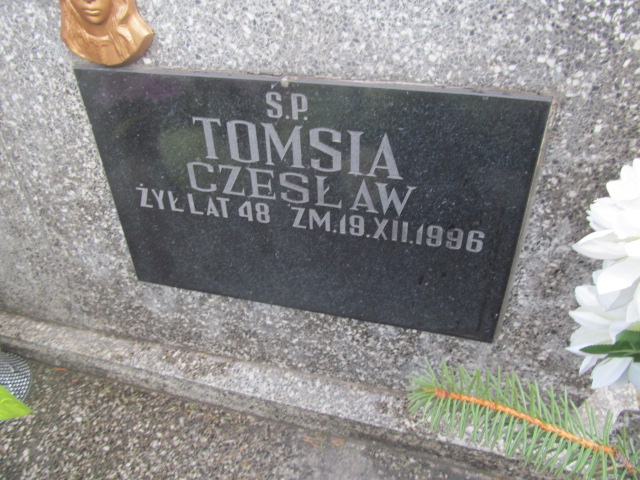 Ś.P.
TOMSIA
CZESŁAW
ŻYŁ LAT 48 ZM.19.XII.1996